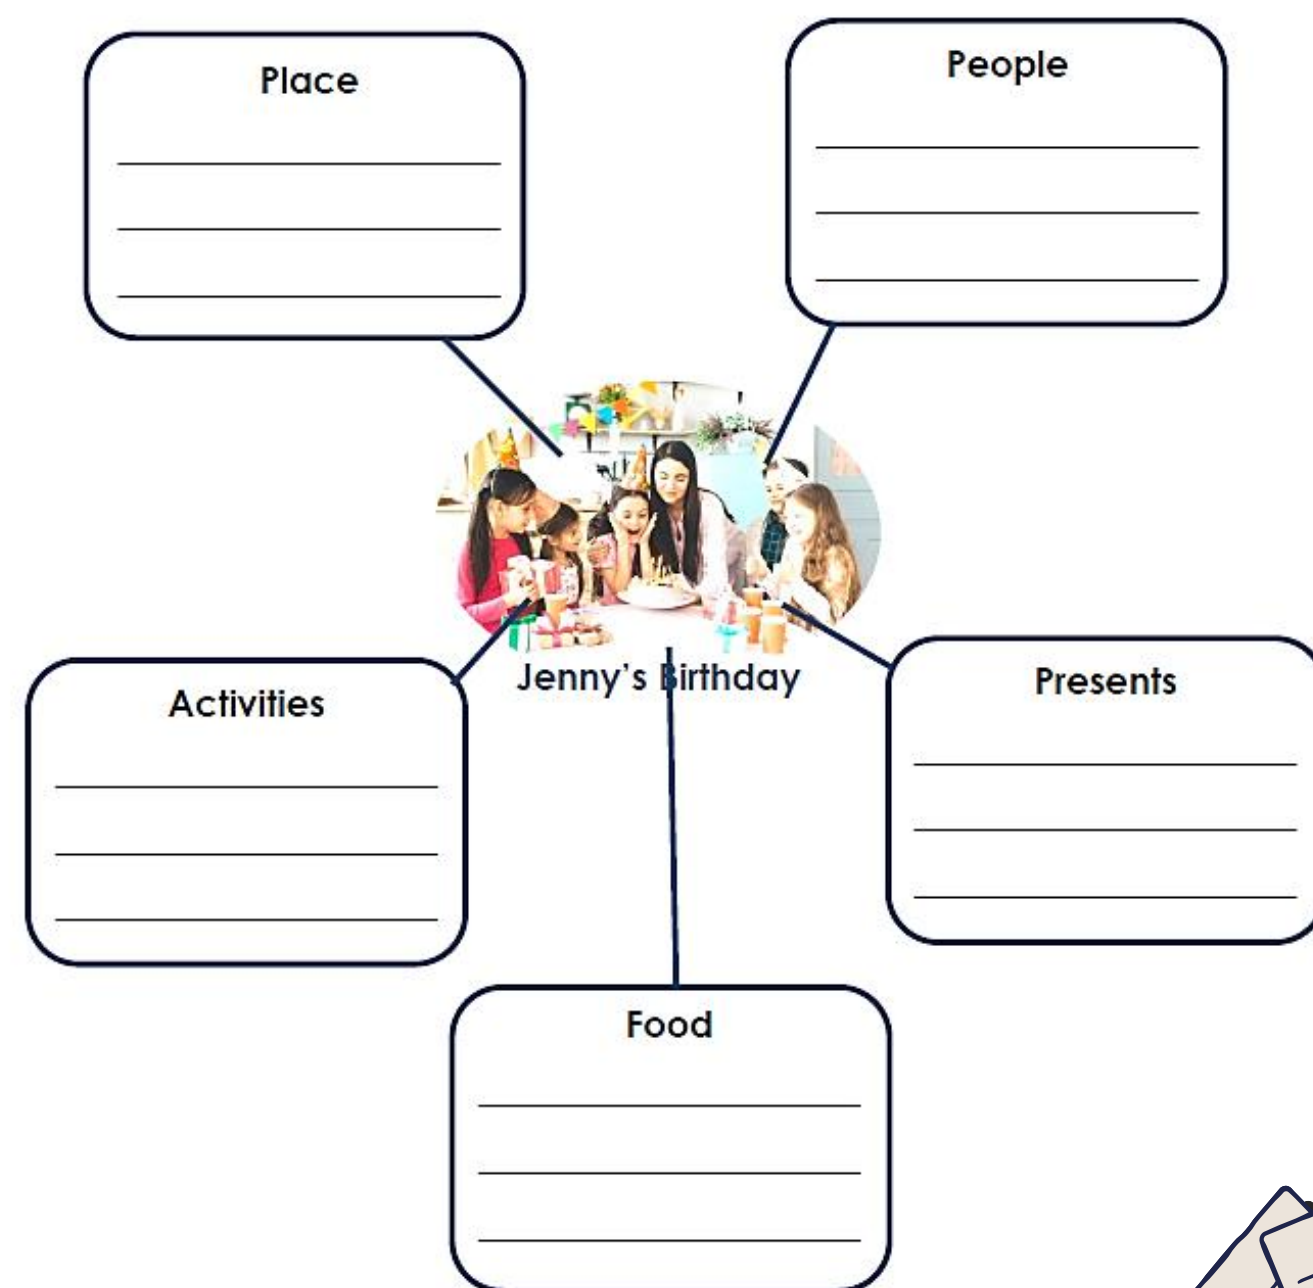 Place
People
Jenny's Birthday
Activities
Presents
Food